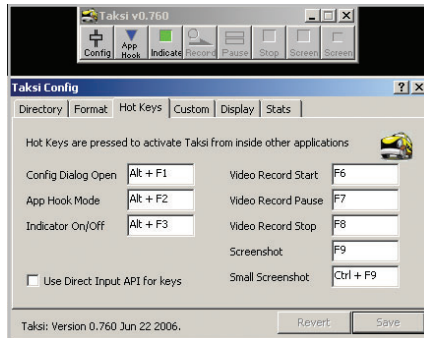 Taksi v0.760
Config App Hook Indicate Record Pause Stop Screen Screen
Taksi Config
Directory Format Hot Keys Custom Display Stats
Hot Keys are pressed to activate Taksi from inside other applications
Config Dialog Open Alt + F1 Video Record Start F6
App Hook Mode Alt + F2 Video Record Pause F7
Indicator On/Off Alt + F3 Video Record Stop F8
Screenshot F9
Use Direct Input API for keys Small Screenshot Ctrl + F9
Taksi: Version 0.760 Jun 22 2006. Revert Save